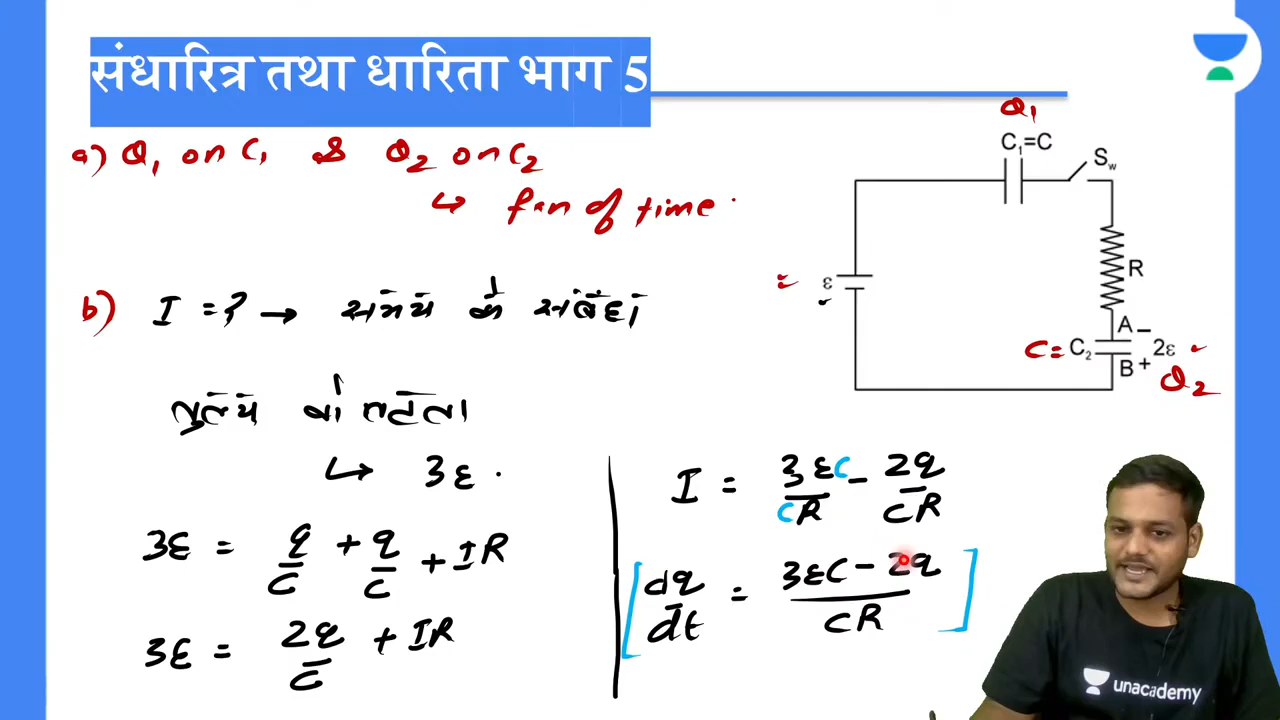 संधारित्र तथा धारिता भाग 5
a) Q₁ on C₁ & Q₂ on C₂
↳ fxn of time.
b) I = ? → समय के
तुल्य वो
↳ 3ε.
3ε = q/C + q/C + IR
3ε = 2q/C + IR
I = 3εC/CR - 2q/CR
dq/dt = 3εC - 2q/CR
Q₁
C₁=C
Sw
= ε
R
A –
C = C₂ 2ε
B +
Q₂
unacademy